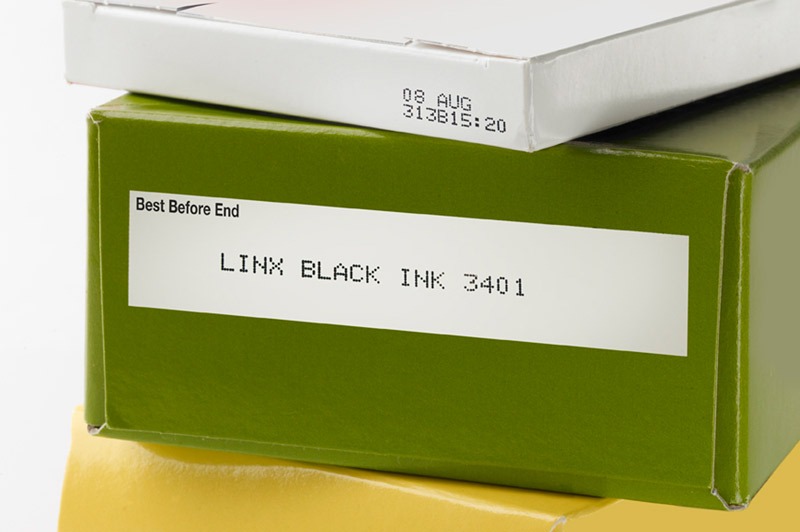 08 AUG
313B15:20
Best Before End
LINX BLACK INK 3401